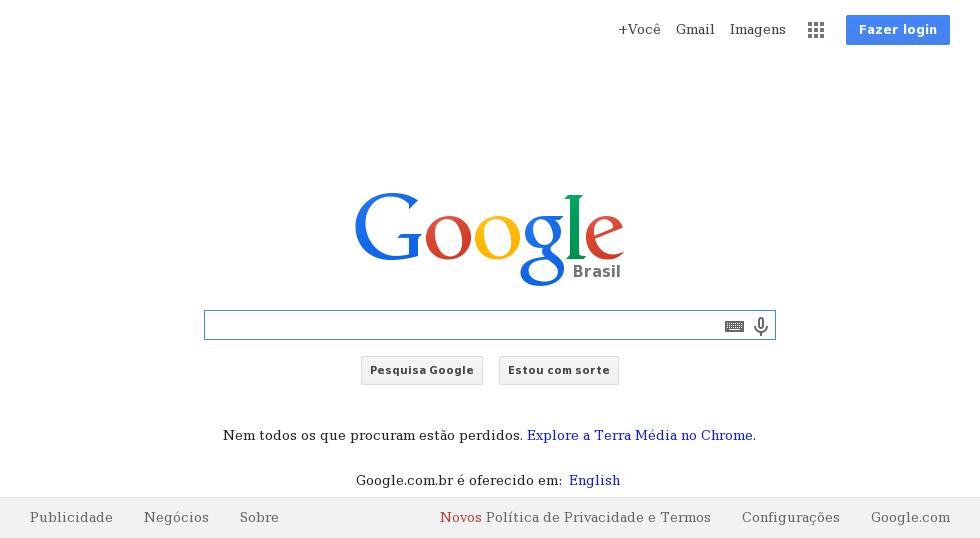 +Você Gmail Imagens Fazer login
Google
Brasil
Pesquisa Google Estou com sorte
Nem todos os que procuram estão perdidos. Explore a Terra Média no Chrome.
Google.com.br é oferecido em: English
Publicidade Negócios Sobre Novos Política de Privacidade e Termos Configurações Google.com